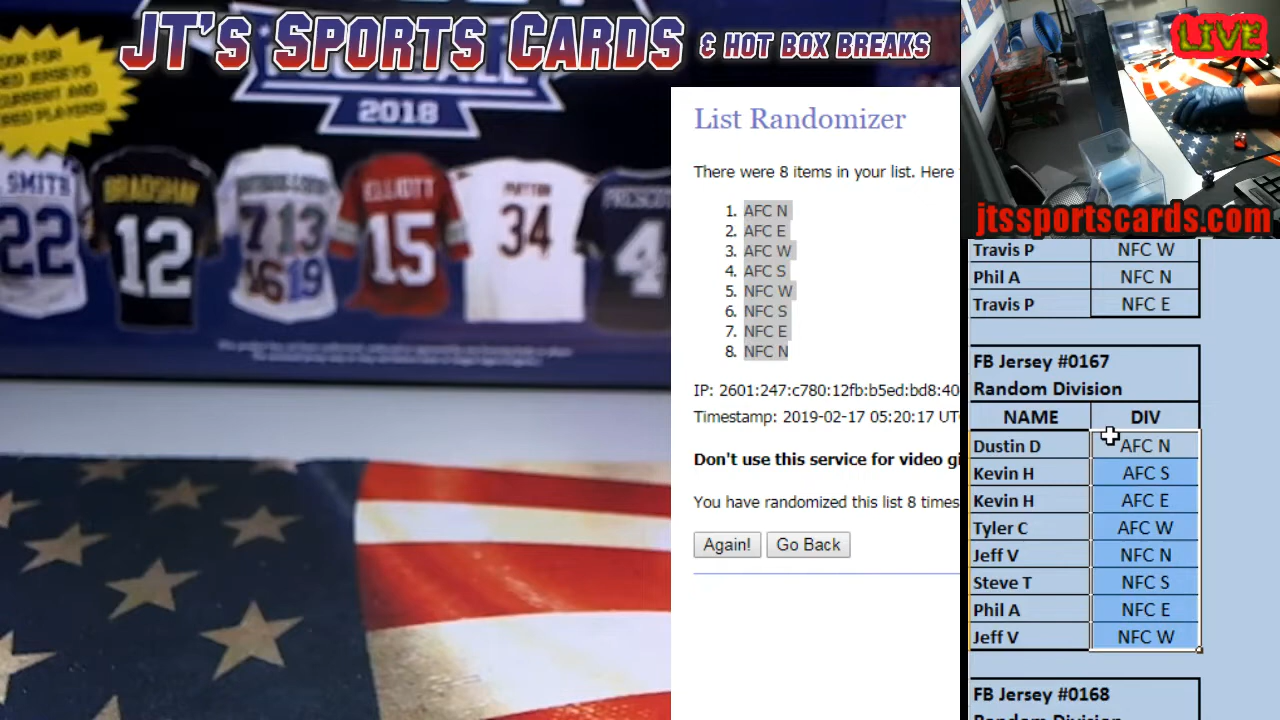 JT's Sports Cards & Hot Box Breaks
2018
SMITH
22
BRADSHAW
12
7 13
16 19
ELLIOTT
15
34
4
List Randomizer
There were 8 items in your list. Here
1. AFC N
2. AFC E
3. AFC W
4. AFC S
5. NFC W
6. NFC S
7. NFC E
8. NFC N
IP: 2601:247:c780:12fb:b5ed:bd8:40
Timestamp: 2019-02-17 05:20:17 UT
Don't use this service for video gi
You have randomized this list 8 times
Again! Go Back
LIVE
jtssportscards.com
Travis P NFC W
Phil A NFC N
Travis P NFC E
FB Jersey #0167
Random Division
NAME DIV
Dustin D AFC N
Kevin H AFC S
Kevin H AFC E
Tyler C AFC W
Jeff V NFC N
Steve T NFC S
Phil A NFC E
Jeff V NFC W
FB Jersey #0168
Random Division